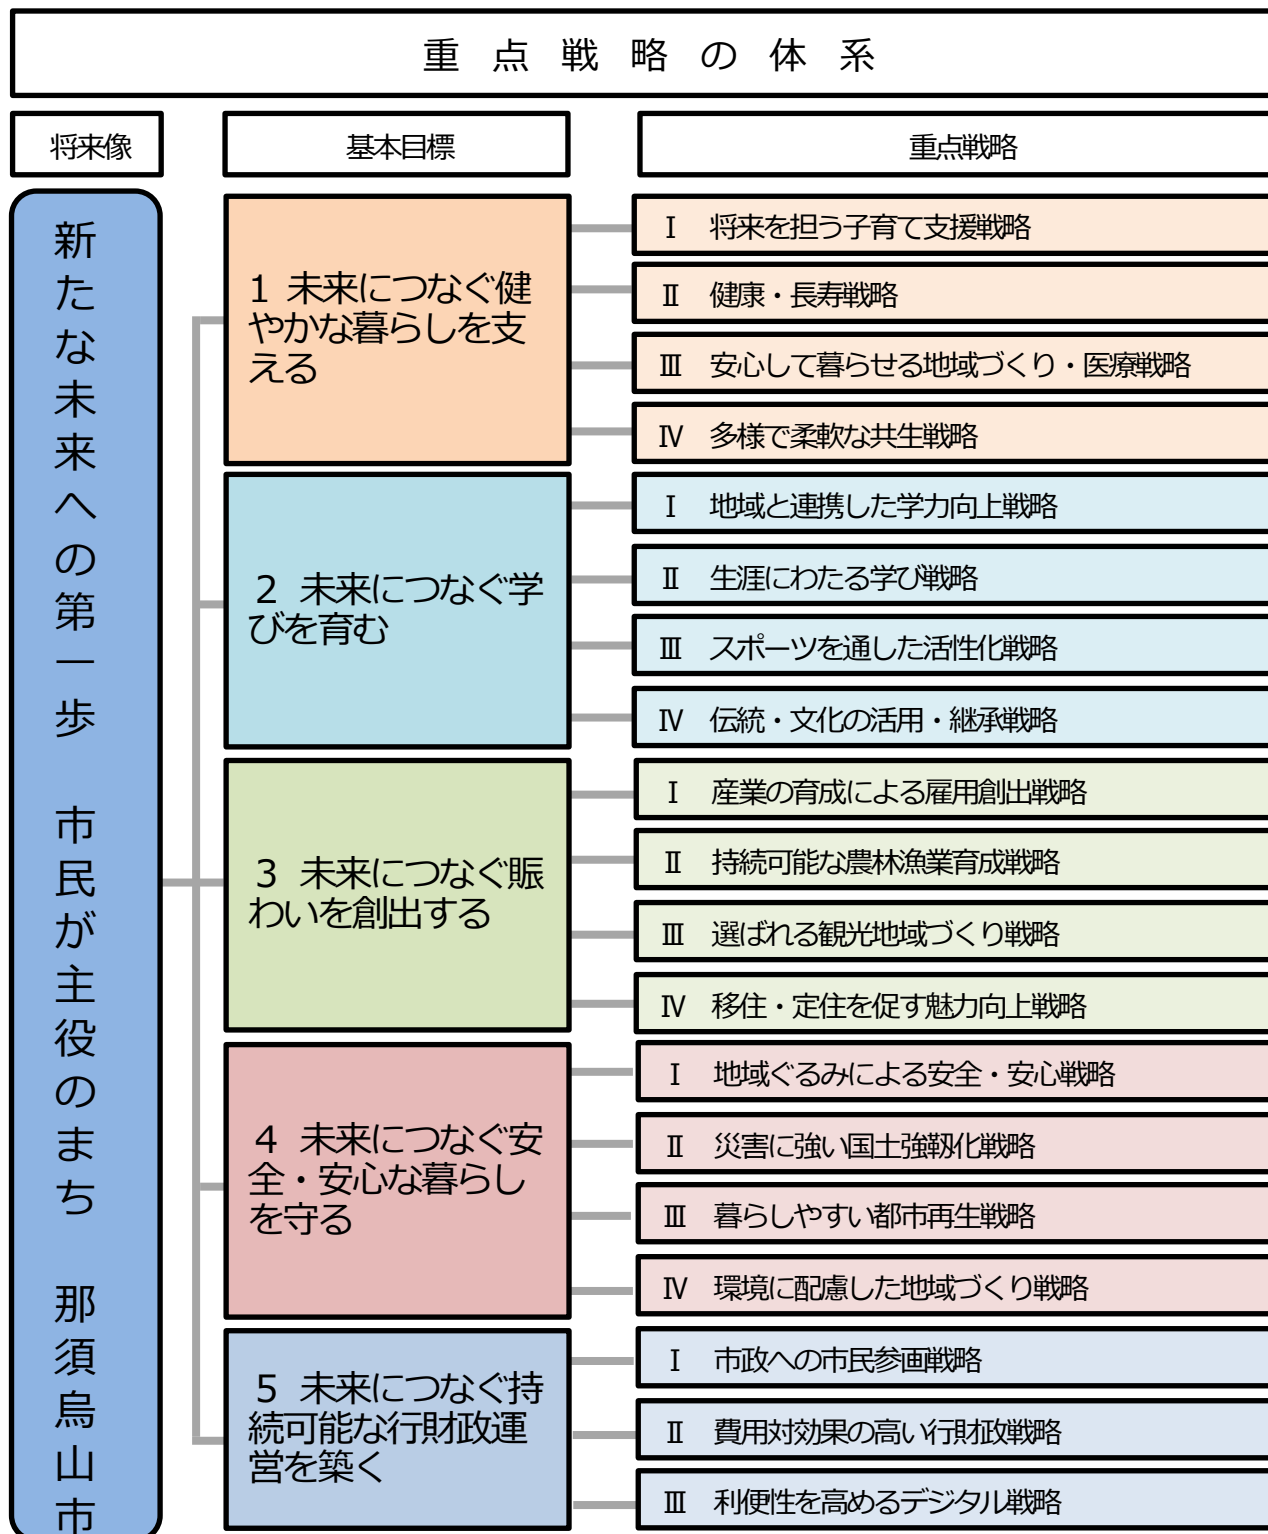 重点戦略の体系
将来像
基本目標
重点戦略
新たな未来への第一歩　市民が主役のまち　那須烏山市
1 未来につなぐ健
やかな暮らしを支
える
Ⅰ 将来を担う子育て支援戦略
Ⅱ 健康・長寿戦略
Ⅲ 安心して暮らせる地域づくり・医療戦略
Ⅳ 多様で柔軟な共生戦略
2 未来につなぐ学
びを育む
Ⅰ 地域と連携した学力向上戦略
Ⅱ 生涯にわたる学び戦略
Ⅲ スポーツを通した活性化戦略
Ⅳ 伝統・文化の活用・継承戦略
3 未来につなぐ賑
わいを創出する
Ⅰ 産業の育成による雇用創出戦略
Ⅱ 持続可能な農林漁業育成戦略
Ⅲ 選ばれる観光地域づくり戦略
Ⅳ 移住・定住を促す魅力向上戦略
4 未来につなぐ安
全・安心な暮らし
を守る
Ⅰ 地域ぐるみによる安全・安心戦略
Ⅱ 災害に強い国土強靱化戦略
Ⅲ 暮らしやすい都市再生戦略
Ⅳ 環境に配慮した地域づくり戦略
5 未来につなぐ持
続可能な行財政運
営を築く
Ⅰ 市政への市民参画戦略
Ⅱ 費用対効果の高い行財政戦略
Ⅲ 利便性を高めるデジタル戦略